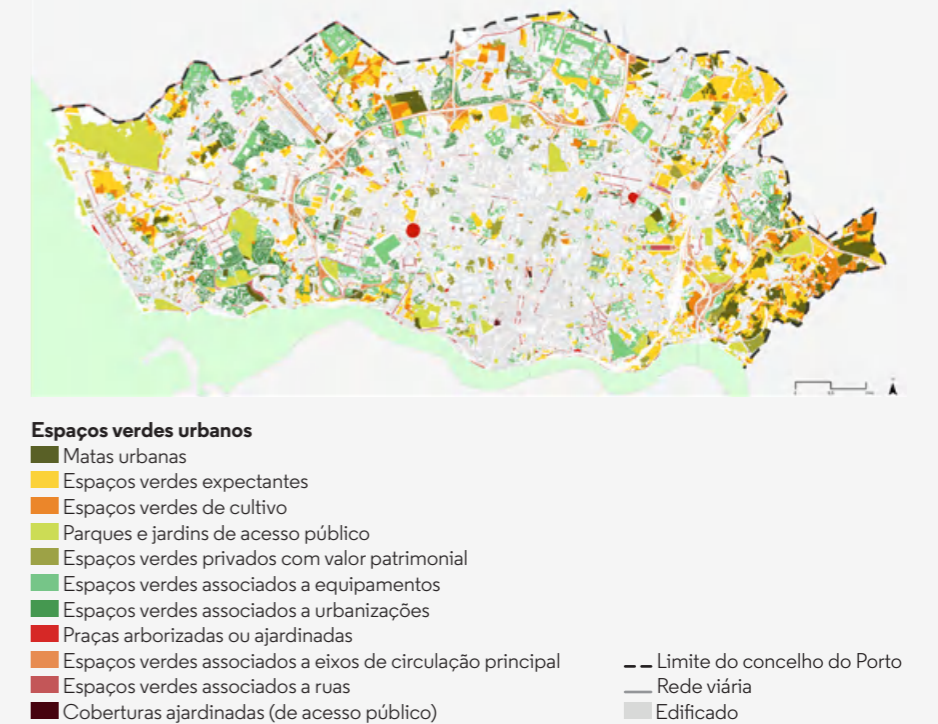 Espaços verdes urbanos
Matas urbanas
Espaços verdes expectantes
Espaços verdes de cultivo
Parques e jardins de acesso público
Espaços verdes privados com valor patrimonial
Espaços verdes associados a equipamentos
Espaços verdes associados a urbanizações
Praças arborizadas ou ajardinadas
Espaços verdes associados a eixos de circulação principal
Espaços verdes associados a ruas
Coberturas ajardinadas (de acesso público)
Limite do concelho do Porto
Rede viária
Edificado